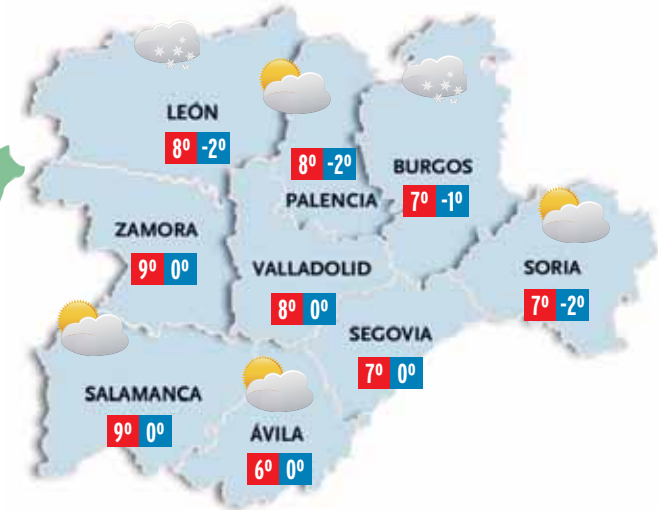 LEÓN
8º -2º
8º -2º
PALENCIA
BURGOS
7º -1º
ZAMORA
9º 0º
VALLADOLID
8º 0º
SORIA
7º -2º
SEGOVIA
7º 0º
SALAMANCA
9º 0º
ÁVILA
6º 0º